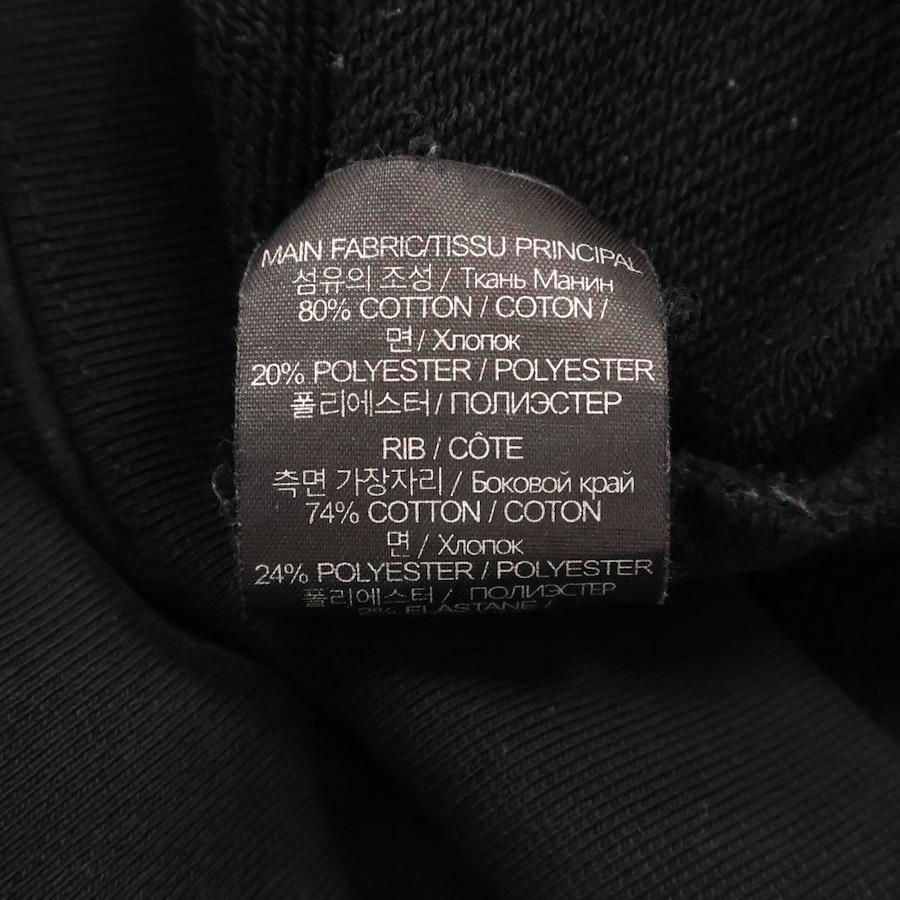 MAIN FABRIC/TISSU PRINCIPAL
섬유의 조성 / Ткань Манин
80% COTTON / COTON /
면 / Хлопок
20% POLYESTER / POLYESTER
폴리에스터 / ПОЛИЭСТЕР
RIB / CÔTE
측면 가장자리 / Боковой край
74% COTTON / COTON
면 / Хлопок
24% POLYESTER / POLYESTER
폴리에스터 / ПОЛИЭСТЕР
2% ELASTANE /